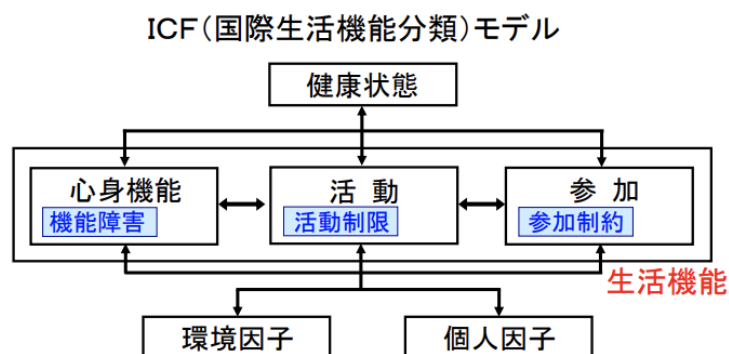 ICF(国際生活機能分類)モデル
健康状態
心身機能
機能障害
活 動
活動制限
参 加
参加制約
生活機能
環境因子
個人因子